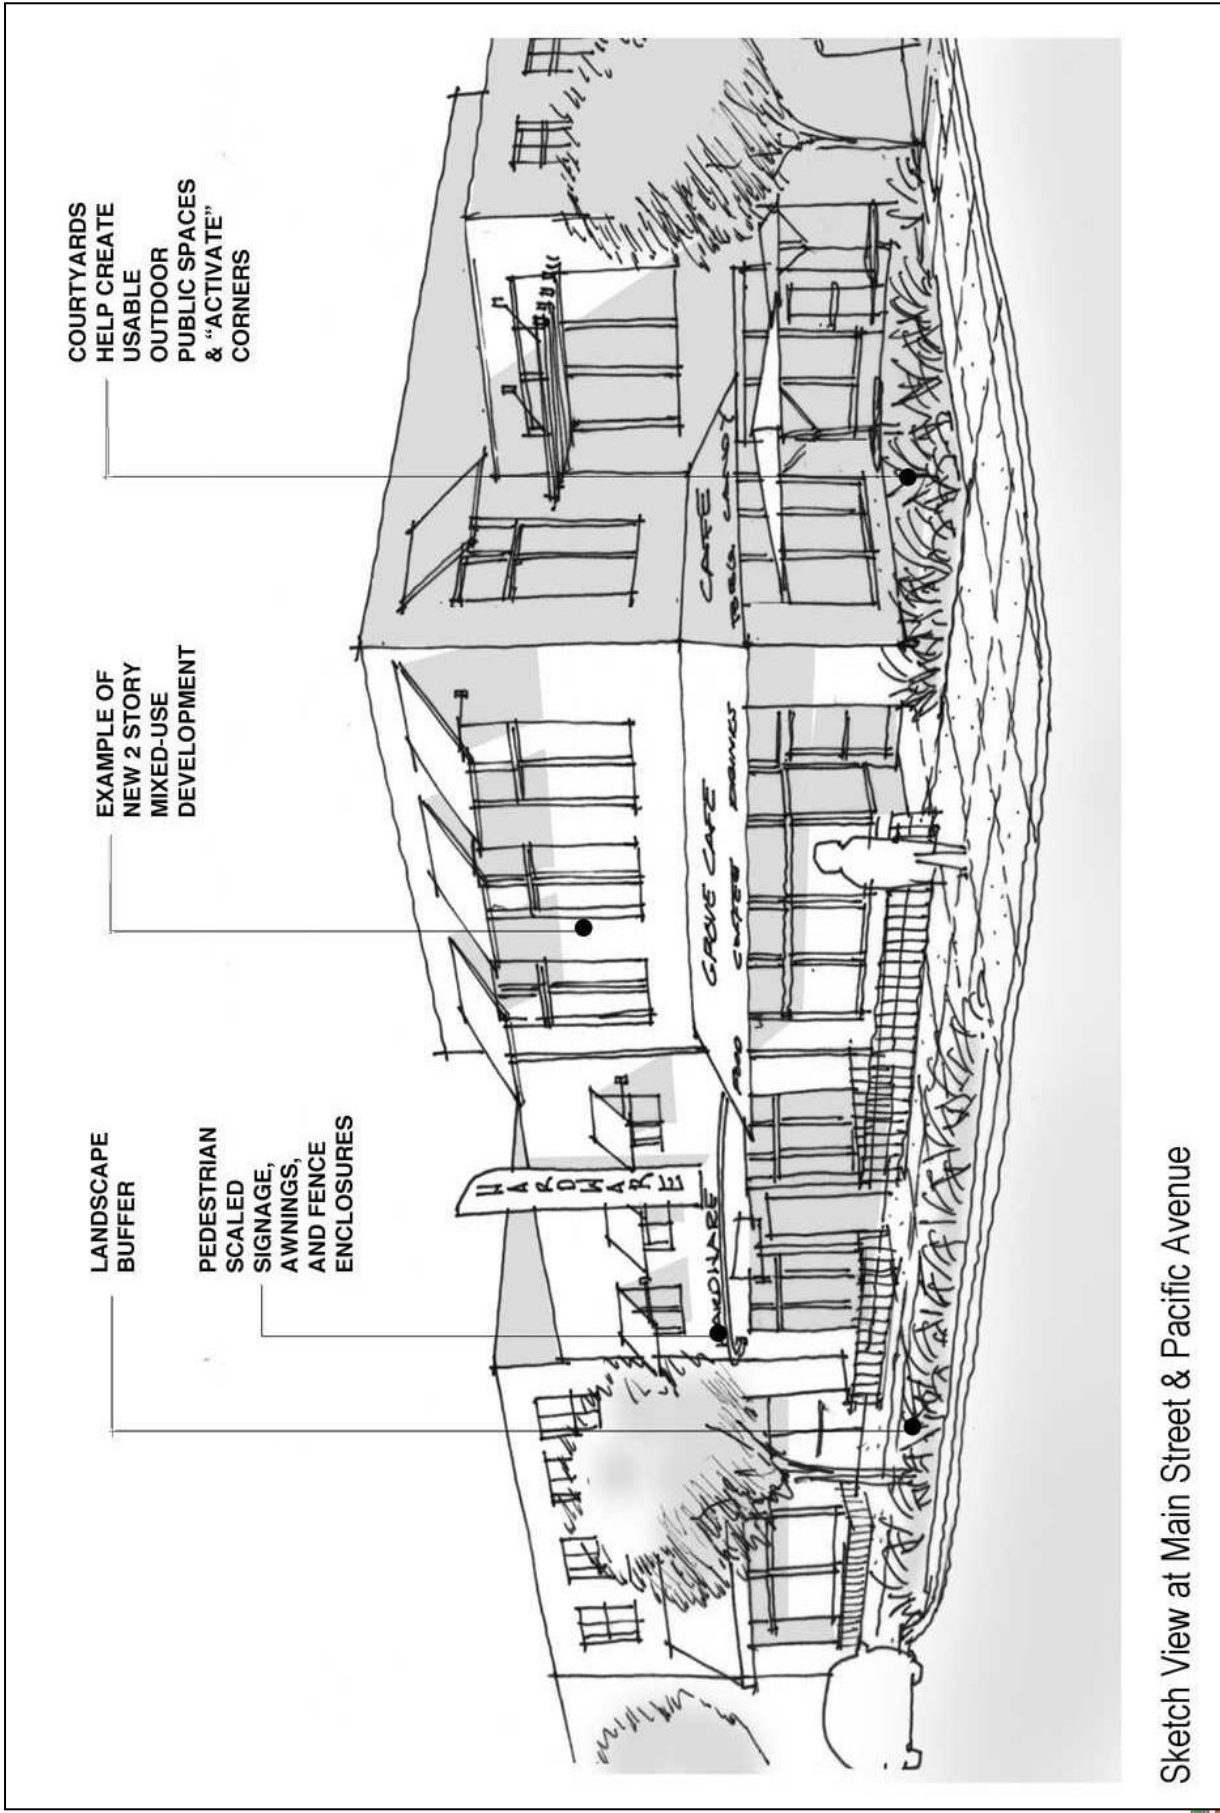 LANDSCAPE
BUFFER
PEDESTRIAN
SCALED
SIGNAGE,
AWNINGS,
AND FENCE
ENCLOSURES
EXAMPLE OF
NEW 2 STORY
MIXED-USE
DEVELOPMENT
COURTYARDS
HELP CREATE
USABLE
OUTDOOR
PUBLIC SPACES
& “ACTIVATE”
CORNERS
HARDWARE
HARDWARE
GROVE CAFE
FOOD COFFEE DRINKS
CAFE
Sketch View at Main Street & Pacific Avenue